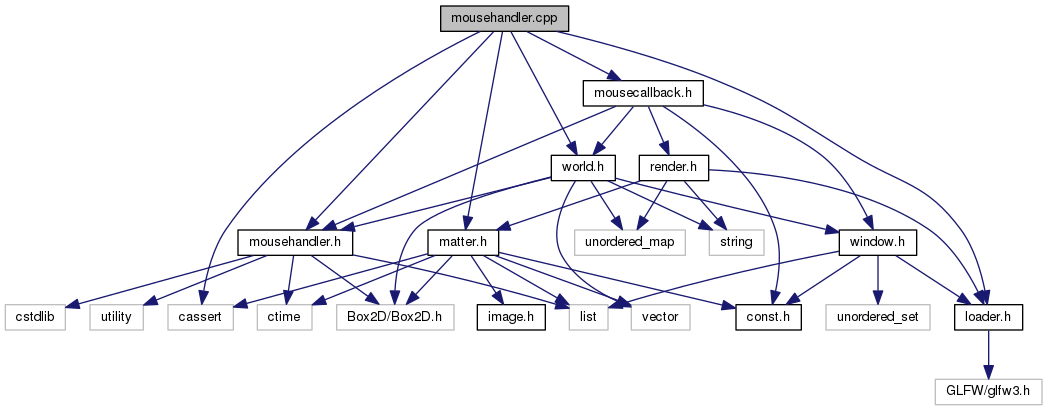 mousehandler.cpp
mousecallback.h
world.h
render.h
unordered_map
string
mousehandler.h
matter.h
window.h
cstdlib
utility
cassert
ctime
Box2D/Box2D.h
image.h
list
vector
const.h
unordered_set
loader.h
GLFW/glfw3.h